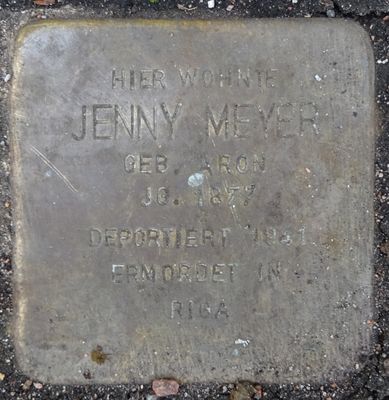 HIER WOHNTE
JENNY MEYER
GEB. ARON
JG. 1877
DEPORTIERT 1941
ERMORDET IN
RIGA